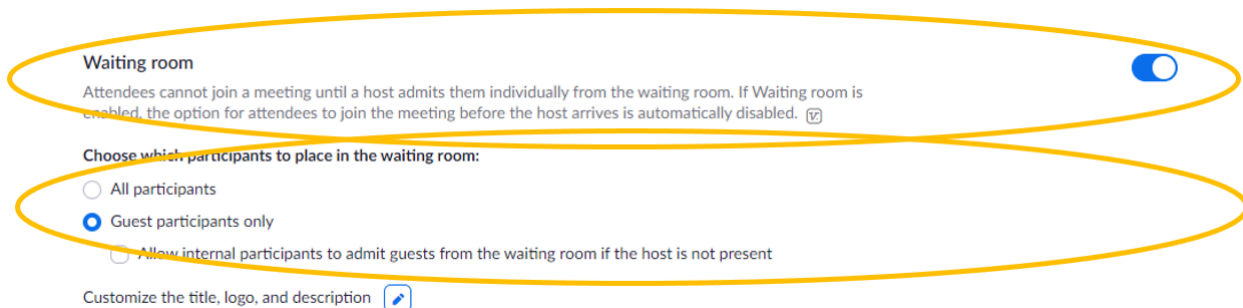 Waiting room
Attendees cannot join a meeting until a host admits them individually from the waiting room. If Waiting room is
enabled, the option for attendees to join the meeting before the host arrives is automatically disabled.
Choose which participants to place in the waiting room:
All participants
Guest participants only
Allow internal participants to admit guests from the waiting room if the host is not present
Customize the title, logo, and description